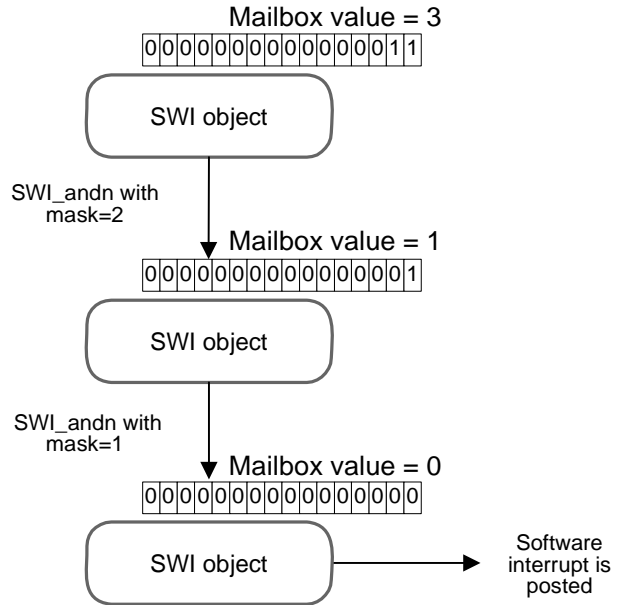 Mailbox value = 3
0000000000000011
SWI object
SWI_andn with
mask=2
Mailbox value = 1
0000000000000001
SWI object
SWI_andn with
mask=1
Mailbox value = 0
0000000000000000
SWI object
Software
interrupt is
posted